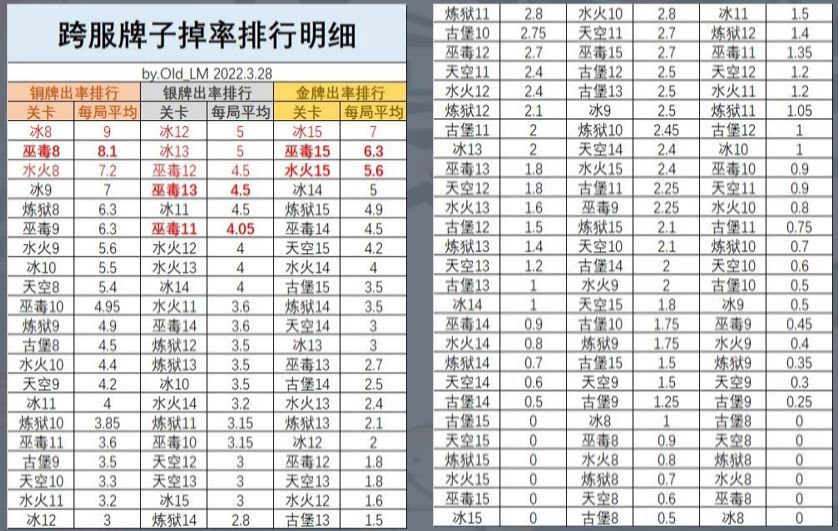 跨服牌子掉率排行明细
by.Old_LM 2022.3.28
铜牌出率排行 银牌出率排行 金牌出率排行
关卡 每局平均 关卡 每局平均 关卡 每局平均
冰8 9 冰12 5 冰15 7
巫毒8 8.1 冰13 5 巫毒15 6.3
水火8 7.2 巫毒12 4.5 水火15 5.6
冰9 7 巫毒13 4.5 冰14 5
炼狱8 6.3 冰11 4.5 炼狱15 4.9
巫毒9 6.3 巫毒11 4.05 巫毒14 4.5
水火9 5.6 水火12 4 天空15 4.2
冰10 5.5 水火13 4 水火14 4
天空8 5.4 冰14 4 古堡15 3.5
巫毒10 4.95 水火11 3.6 炼狱14 3.5
炼狱9 4.9 巫毒14 3.6 天空14 3
古堡8 4.5 炼狱12 3.5 冰13 3
水火10 4.4 炼狱13 3.5 巫毒13 2.7
天空9 4.2 冰10 3.5 古堡14 2.5
冰11 4 水火14 3.2 水火13 2.4
炼狱10 3.85 炼狱11 3.15 炼狱13 2.1
巫毒11 3.6 巫毒10 3.15 冰12 2
古堡9 3.5 天空12 3 巫毒12 1.8
天空10 3.3 天空13 3 天空13 1.8
水火11 3.2 冰15 3 水火12 1.6
冰12 3 炼狱14 2.8 古堡13 1.5
炼狱11 2.8 水火10 2.8 冰11 1.5
古堡10 2.75 天空11 2.7 炼狱12 1.4
巫毒12 2.7 巫毒15 2.7 巫毒11 1.35
天空11 2.4 古堡12 2.5 天空12 1.2
水火12 2.4 古堡13 2.5 水火11 1.2
炼狱12 2.1 冰9 2.5 炼狱11 1.05
古堡11 2 炼狱10 2.45 古堡12 1
冰13 2 天空14 2.4 冰10 1
巫毒13 1.8 水火15 2.4 巫毒10 0.9
天空12 1.8 古堡11 2.25 天空11 0.9
水火13 1.6 巫毒9 2.25 水火10 0.8
古堡12 1.5 炼狱15 2.1 古堡11 0.75
炼狱13 1.4 天空10 2.1 炼狱10 0.7
天空13 1.2 古堡14 2 天空10 0.6
古堡13 1 水火9 2 古堡10 0.5
冰14 1 天空15 1.8 冰9 0.5
巫毒14 0.9 古堡10 1.75 巫毒9 0.45
水火14 0.8 炼狱9 1.75 水火9 0.4
炼狱14 0.7 古堡15 1.5 炼狱9 0.35
天空14 0.6 天空9 1.5 天空9 0.3
古堡14 0.5 古堡9 1.25 古堡9 0.25
古堡15 0 冰8 1 古堡8 0
天空15 0 巫毒8 0.9 天空8 0
炼狱15 0 水火8 0.8 炼狱8 0
水火15 0 炼狱8 0.7 水火8 0
巫毒15 0 天空8 0.6 巫毒8 0
冰15 0 古堡8 0.5 冰8 0